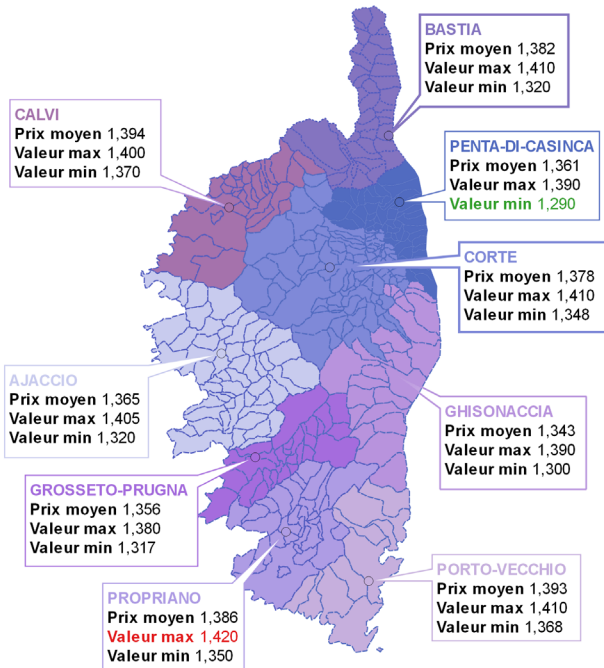 BASTIA
Prix moyen 1,382
Valeur max 1,410
Valeur min 1,320
CALVI
Prix moyen 1,394
Valeur max 1,400
Valeur min 1,370
PENTA-DI-CASINCA
Prix moyen 1,361
Valeur max 1,390
Valeur min 1,290
CORTE
Prix moyen 1,378
Valeur max 1,410
Valeur min 1,348
AJACCIO
Prix moyen 1,365
Valeur max 1,405
Valeur min 1,320
GHISONACCIA
Prix moyen 1,343
Valeur max 1,390
Valeur min 1,300
GROSSETO-PRUGNA
Prix moyen 1,356
Valeur max 1,380
Valeur min 1,317
PORTO-VECCHIO
Prix moyen 1,393
Valeur max 1,410
Valeur min 1,368
PROPRIANO
Prix moyen 1,386
Valeur max 1,420
Valeur min 1,350